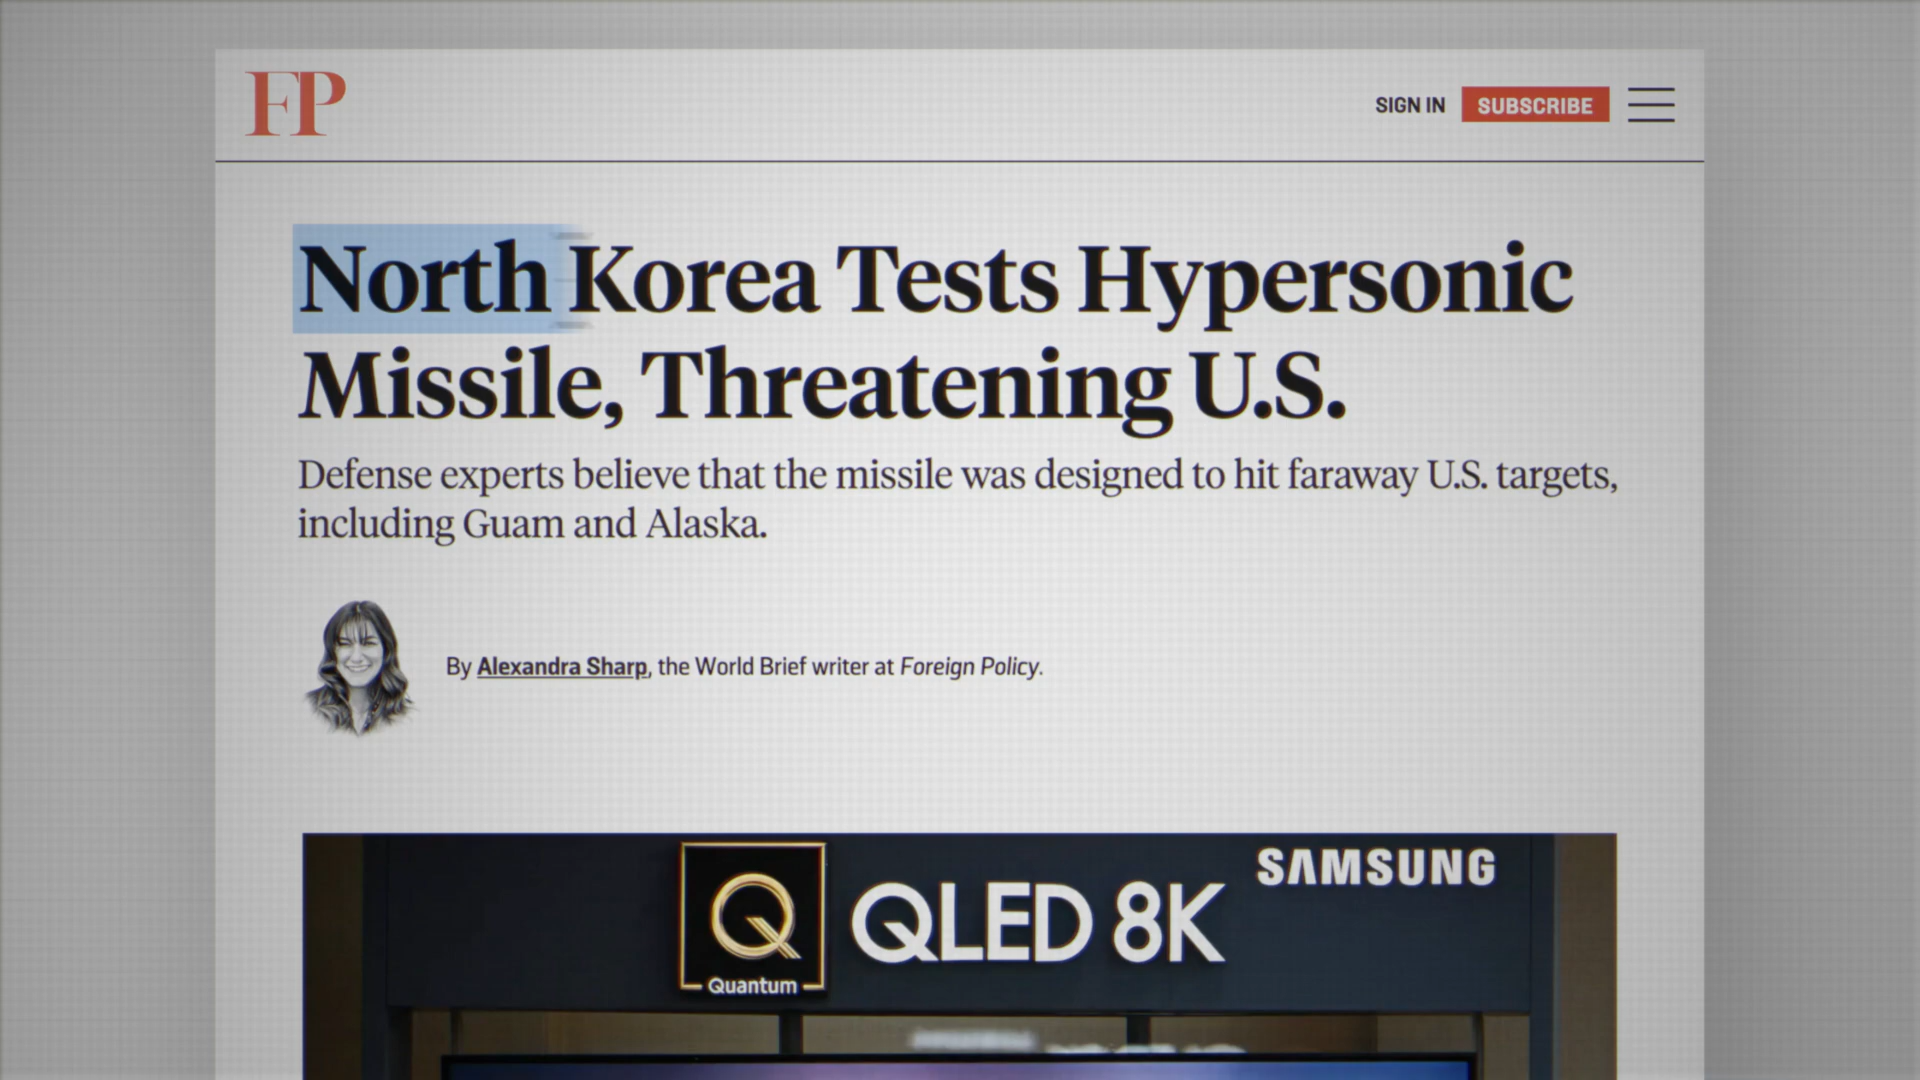 FP
SIGN IN
SUBSCRIBE
North Korea Tests Hypersonic
Missile, Threatening U.S.
Defense experts believe that the missile was designed to hit faraway U.S. targets,
including Guam and Alaska.
By Alexandra Sharp, the World Brief writer at Foreign Policy.
SAMSUNG
QLED 8K
Q
Quantum